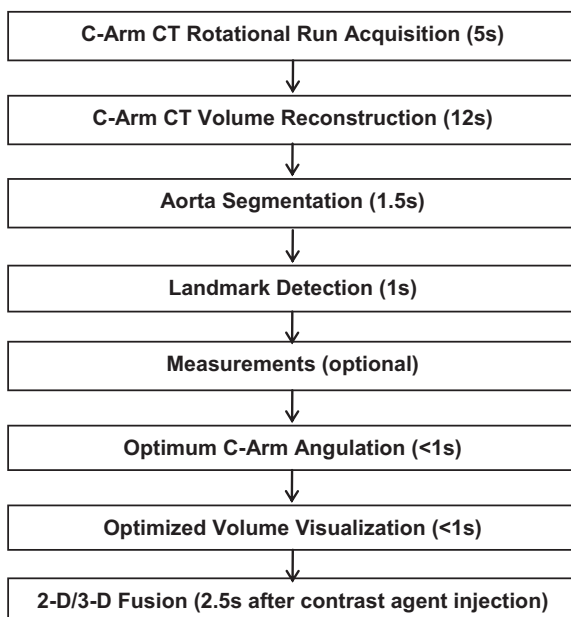 C-Arm CT Rotational Run Acquisition (5s)
C-Arm CT Volume Reconstruction (12s)
Aorta Segmentation (1.5s)
Landmark Detection (1s)
Measurements (optional)
Optimum C-Arm Angulation (<1s)
Optimized Volume Visualization (<1s)
2-D/3-D Fusion (2.5s after contrast agent injection)